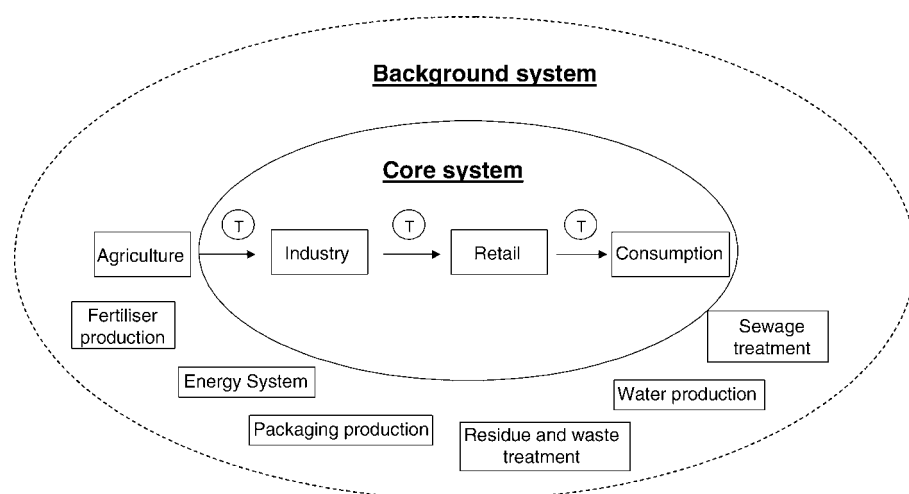 Background system
Core system
T
T
T
Agriculture
Industry
Retail
Consumption
Fertiliser
production
Sewage
treatment
Energy System
Water production
Packaging production
Residue and waste
treatment